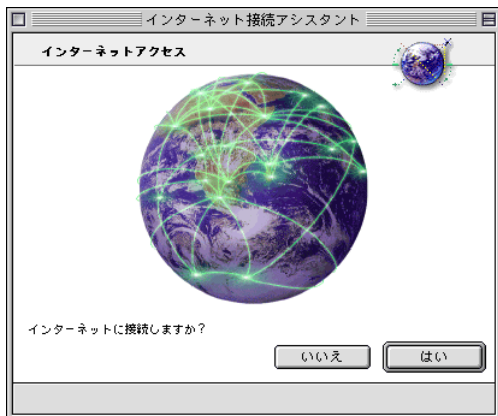 インターネット接続アシスタント
インターネットアクセス
インターネットに接続しますか?
いいえ
はい